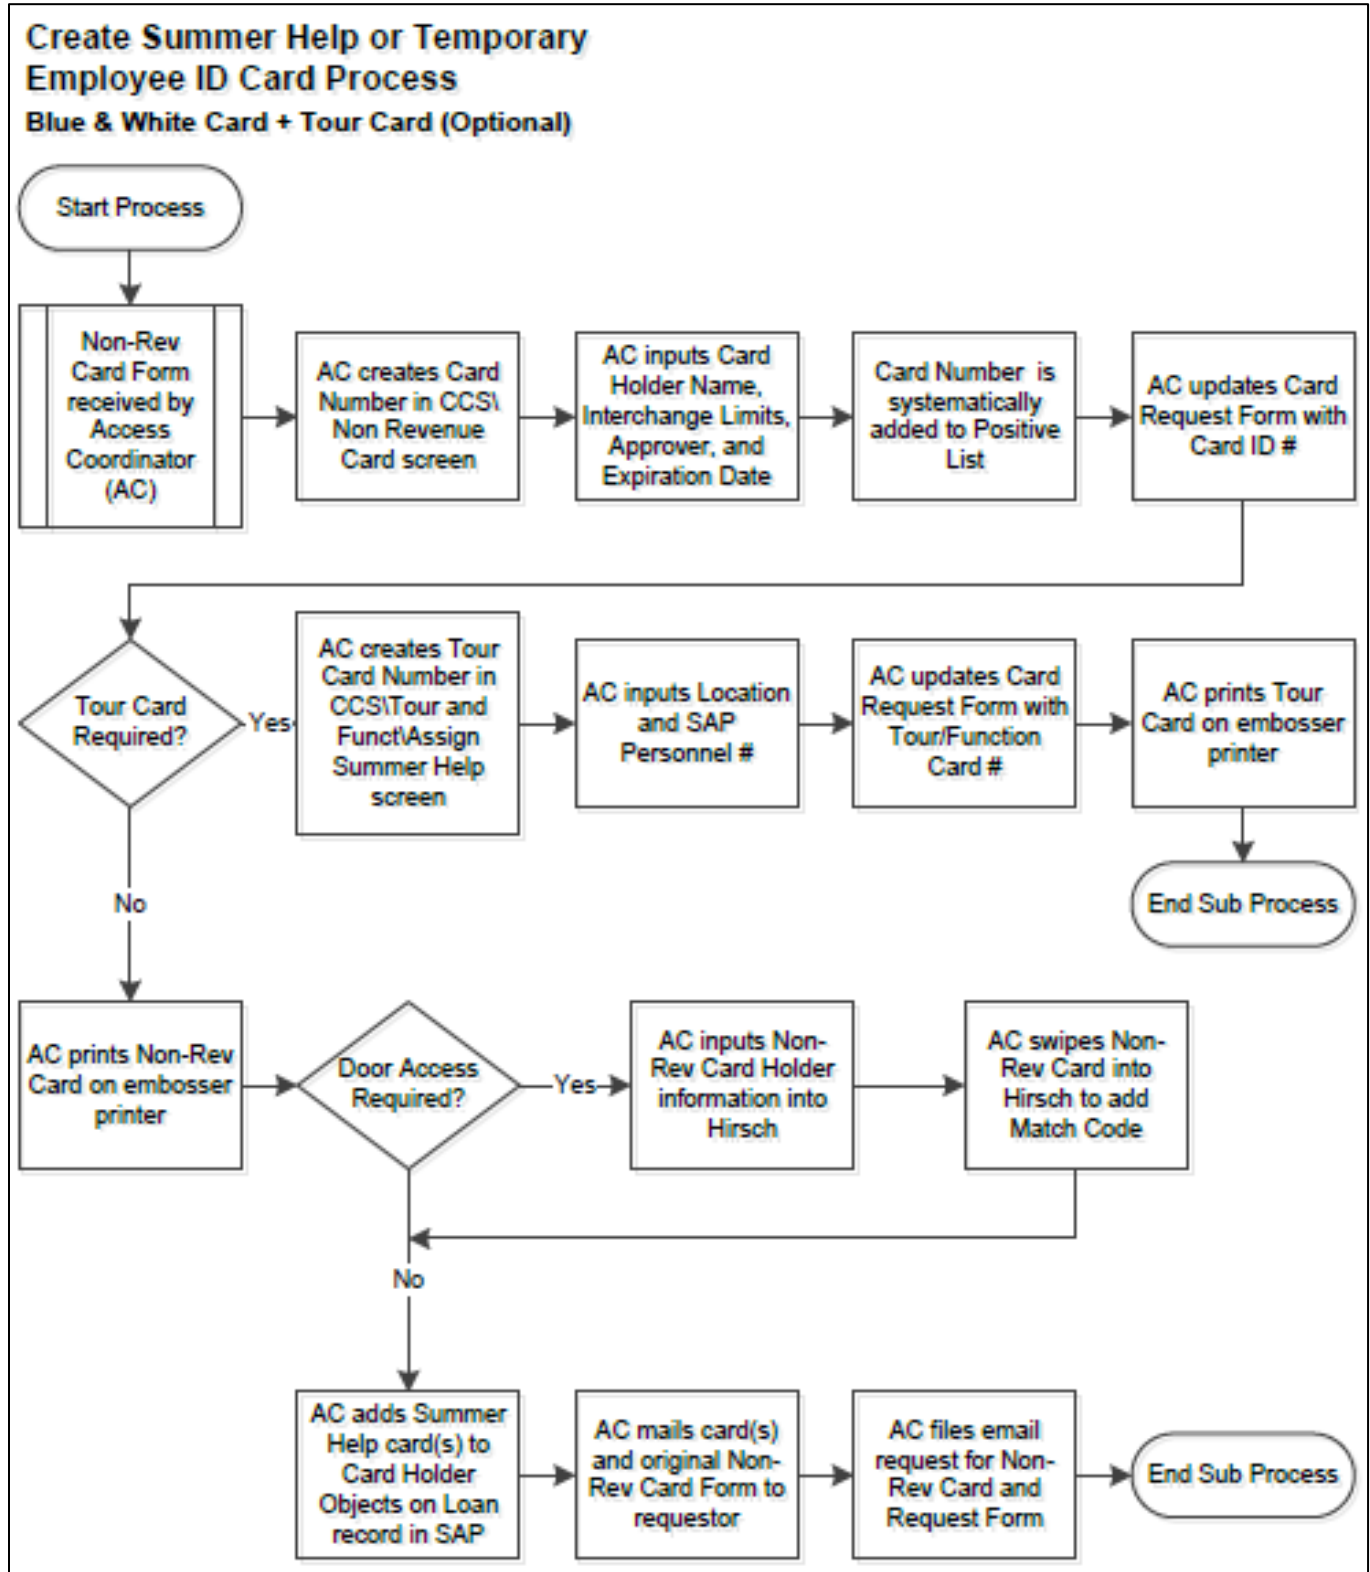 Create Summer Help or Temporary
Employee ID Card Process
Blue & White Card + Tour Card (Optional)
Start Process
Non-Rev
Card Form
received by
Access
Coordinator
(AC)
AC creates Card
Number in CCS\
Non Revenue
Card screen
AC inputs Card
Holder Name,
Interchange Limits,
Approver, and
Expiration Date
Card Number is
systematically
added to Positive
List
AC updates Card
Request Form with
Card ID #
Tour Card
Required?
Yes
AC creates Tour
Card Number in
CCS\Tour and
Funct\Assign
Summer Help
screen
AC inputs Location
and SAP
Personnel #
AC updates Card
Request Form with
Tour/Function
Card #
AC prints Tour
Card on embosser
printer
End Sub Process
No
AC prints Non-Rev
Card on embosser
printer
Door Access
Required?
Yes
AC inputs Non-
Rev Card Holder
information into
Hirsch
AC swipes Non-
Rev Card into
Hirsch to add
Match Code
No
AC adds Summer
Help card(s) to
Card Holder
Objects on Loan
record in SAP
AC mails card(s)
and original Non-
Rev Card Form to
requestor
AC files email
request for Non-
Rev Card and
Request Form
End Sub Process